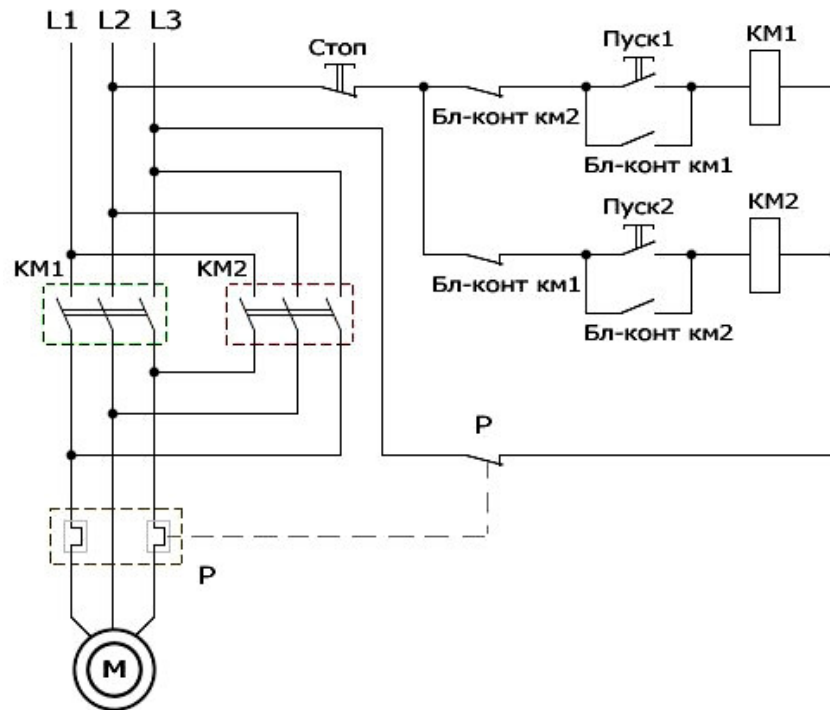 L1 L2 L3
Стоп
Пуск1
КМ1
Бл-конт км2
Бл-конт км1
Пуск2
КМ2
КМ1
КМ2
Бл-конт км1
Бл-конт км2
Р
Р
М